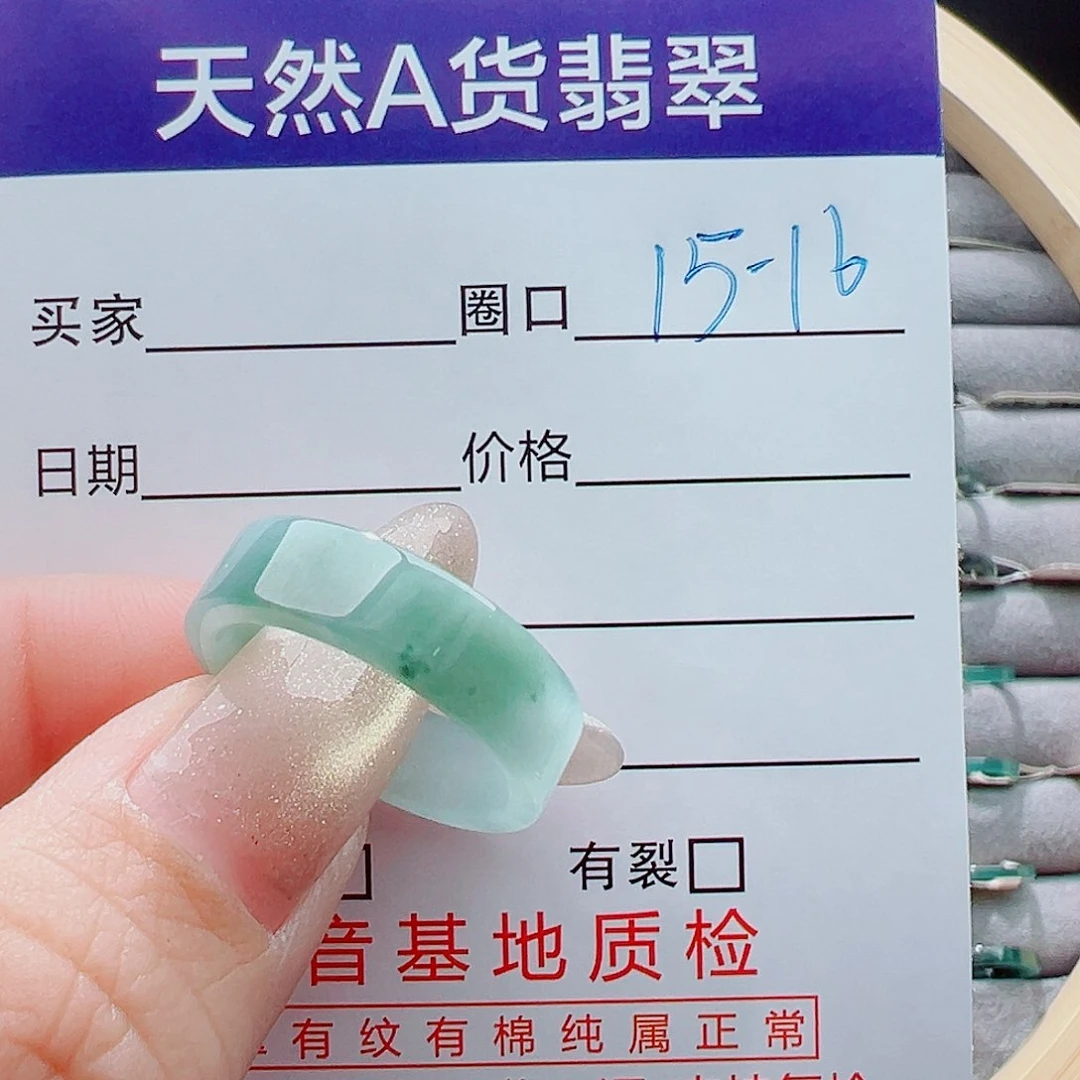 天然A货翡翠
买家 圈口 15-16
日期 价格
有裂
音基地质检
有纹有棉纯属正常